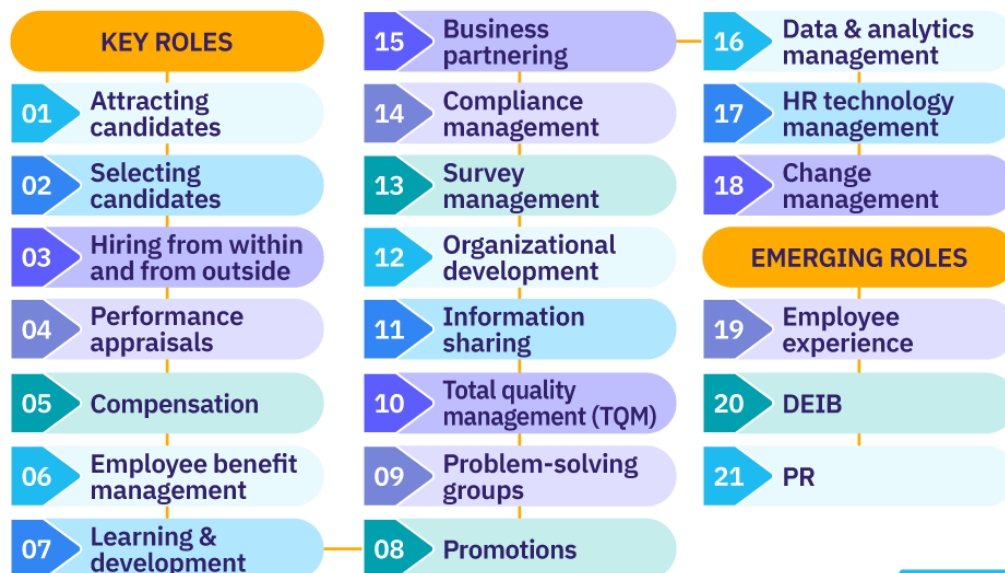 KEY ROLES
01
Attracting
candidates
02
Selecting
candidates
03
Hiring from within
and from outside
04
Performance
appraisals
05
Compensation
06
Employee benefit
management
07
Learning &
development
08
Promotions
09
Problem-solving
groups
10
Total quality
management (TQM)
11
Information
sharing
12
Organizational
development
13
Survey
management
14
Compliance
management
15
Business
partnering
16
Data & analytics
management
17
HR technology
management
18
Change
management
EMERGING ROLES
19
Employee
experience
20
DEIB
21
PR